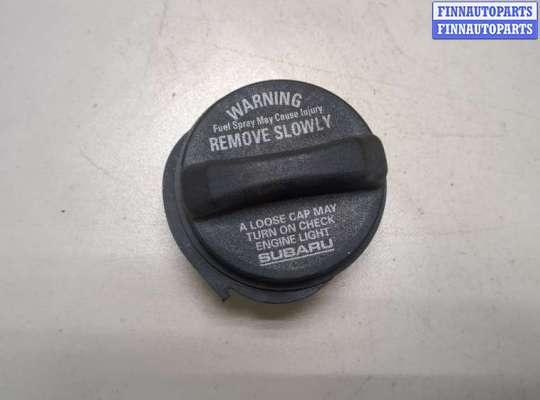 FINNAUTOPARTS
FINNAUTOPARTS
WARNING
Fuel Spray May Cause Injury
REMOVE SLOWLY
A LOOSE CAP MAY
TURN ON CHECK
ENGINE LIGHT
SUBARU